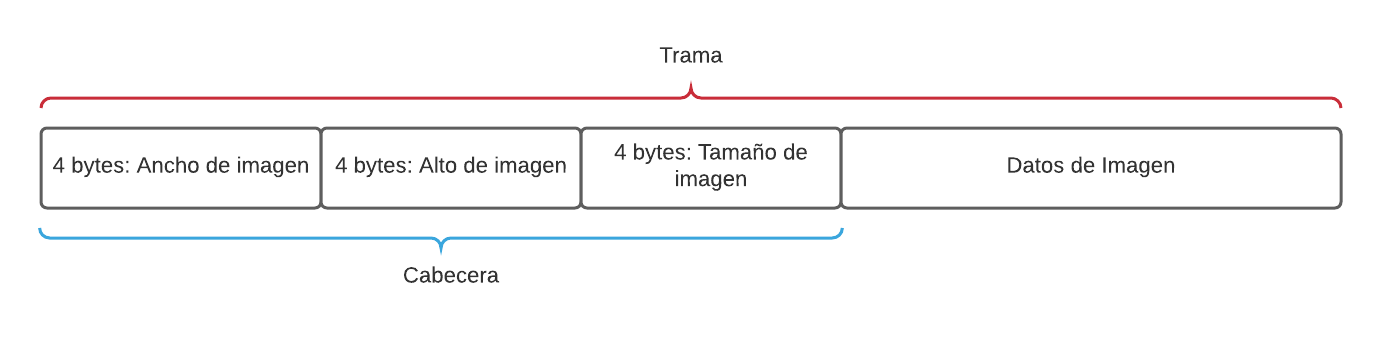 Trama
4 bytes: Ancho de imagen
4 bytes: Alto de imagen
4 bytes: Tamaño de
imagen
Datos de Imagen
Cabecera